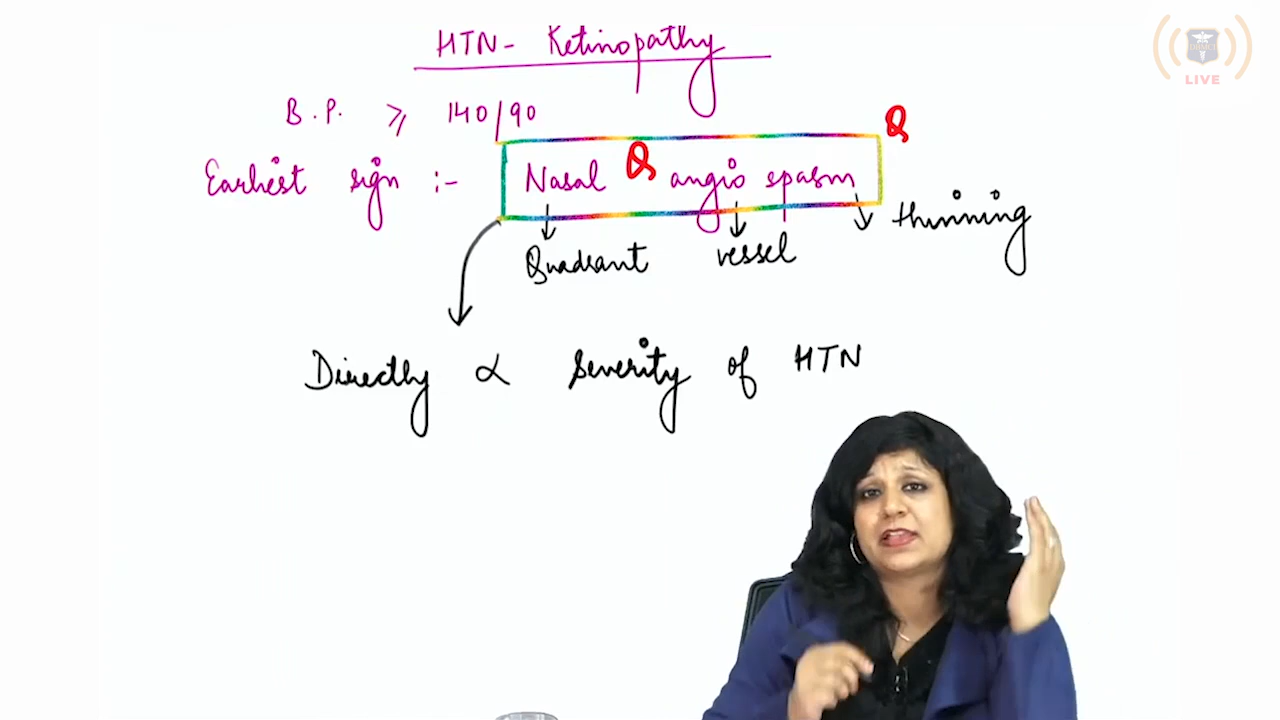 HTN - Retinopathy
B.P. ⩾ 140/90
Q
Earliest sign :- Nasal Q angio spasm
thinning
Quadrant vessel
Directly ∝ Severity of HTN
LIVE